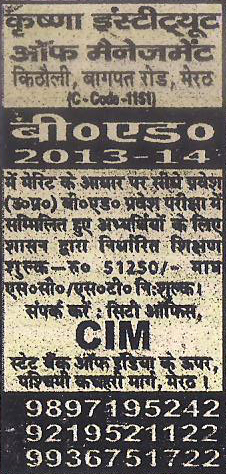 कृष्णा इंस्टीट्यूट
ऑफ मैनेजमेंट
किठौली, बागपत रोड, मेरठ
(C-Code-1151)
बी०एड०
2013-14
में मेरिट के आधार पर सीधे प्रवेश
(उ०प्र०) बी०एड० प्रवेश परीक्षा में
सम्मिलित हुए अभ्यर्थियों के लिए
शासन द्वारा निर्धारित शिक्षण
शुल्क–रु० 51250/- मात्र
एस०सी०/एस०टी० निःशुल्क।
संपर्क करें : सिटी ऑफिस,
CIM
स्टेट बैंक ऑफ इंडिया के ऊपर,
पश्चिमी कचहरी मार्ग, मेरठ।
9897195242
9219521122
9936751722